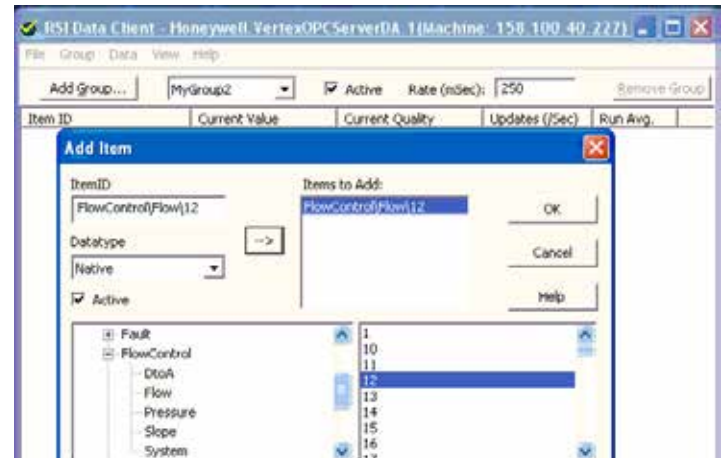 RSI Data Client - Honeywell.VertexOPCServerDA.1(Machine: 158.100.40.227)
File Group Data View Help
Add Group... MyGroup2 Active Rate (mSec): 250 Remove Group
Item ID Current Value Current Quality Updates (/Sec) Run Avg.
Add Item
ItemID Items to Add:
FlowControl\Flow\12 FlowControl\Flow\12 OK
Datatype -->
Native Cancel
Active Help
Fault 1
FlowControl 10
DtoA 11
12
Flow 13
Pressure 14
Slope 15
System 16
17